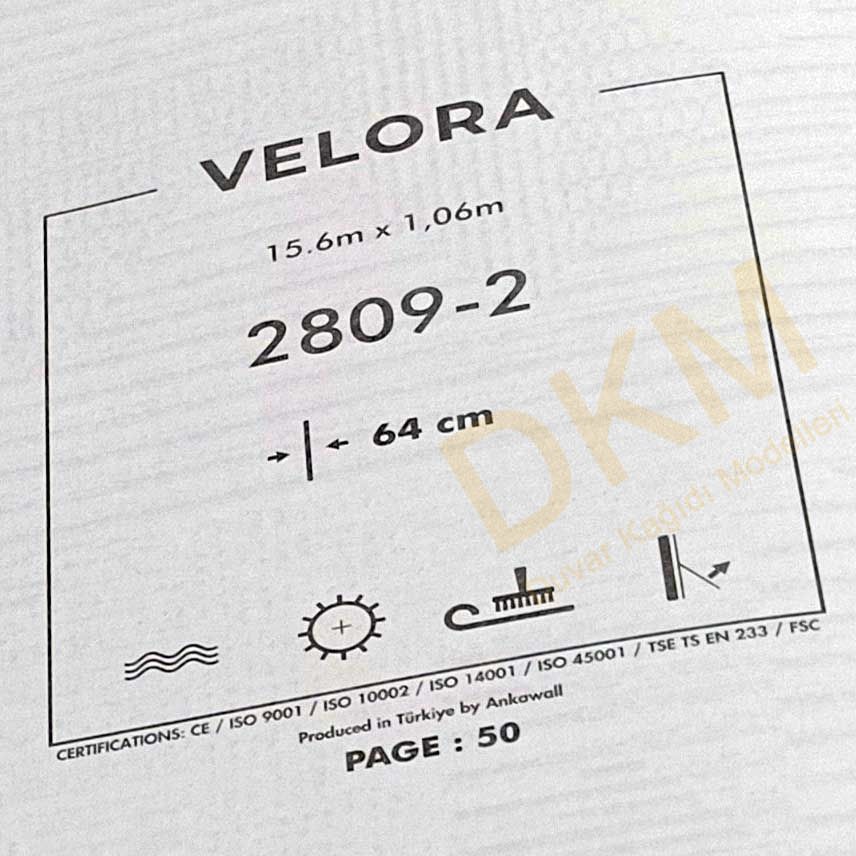 VELORA
15.6m x 1,06m
2809-2
64 cm
DKM
Duvar Kağıdı Modelleri
CERTIFICATIONS: CE / ISO 9001 / ISO 10002 / ISO 14001 / ISO 45001 / TSE TS EN 233 / FSC
Produced in Türkiye by Ankawall
PAGE : 50